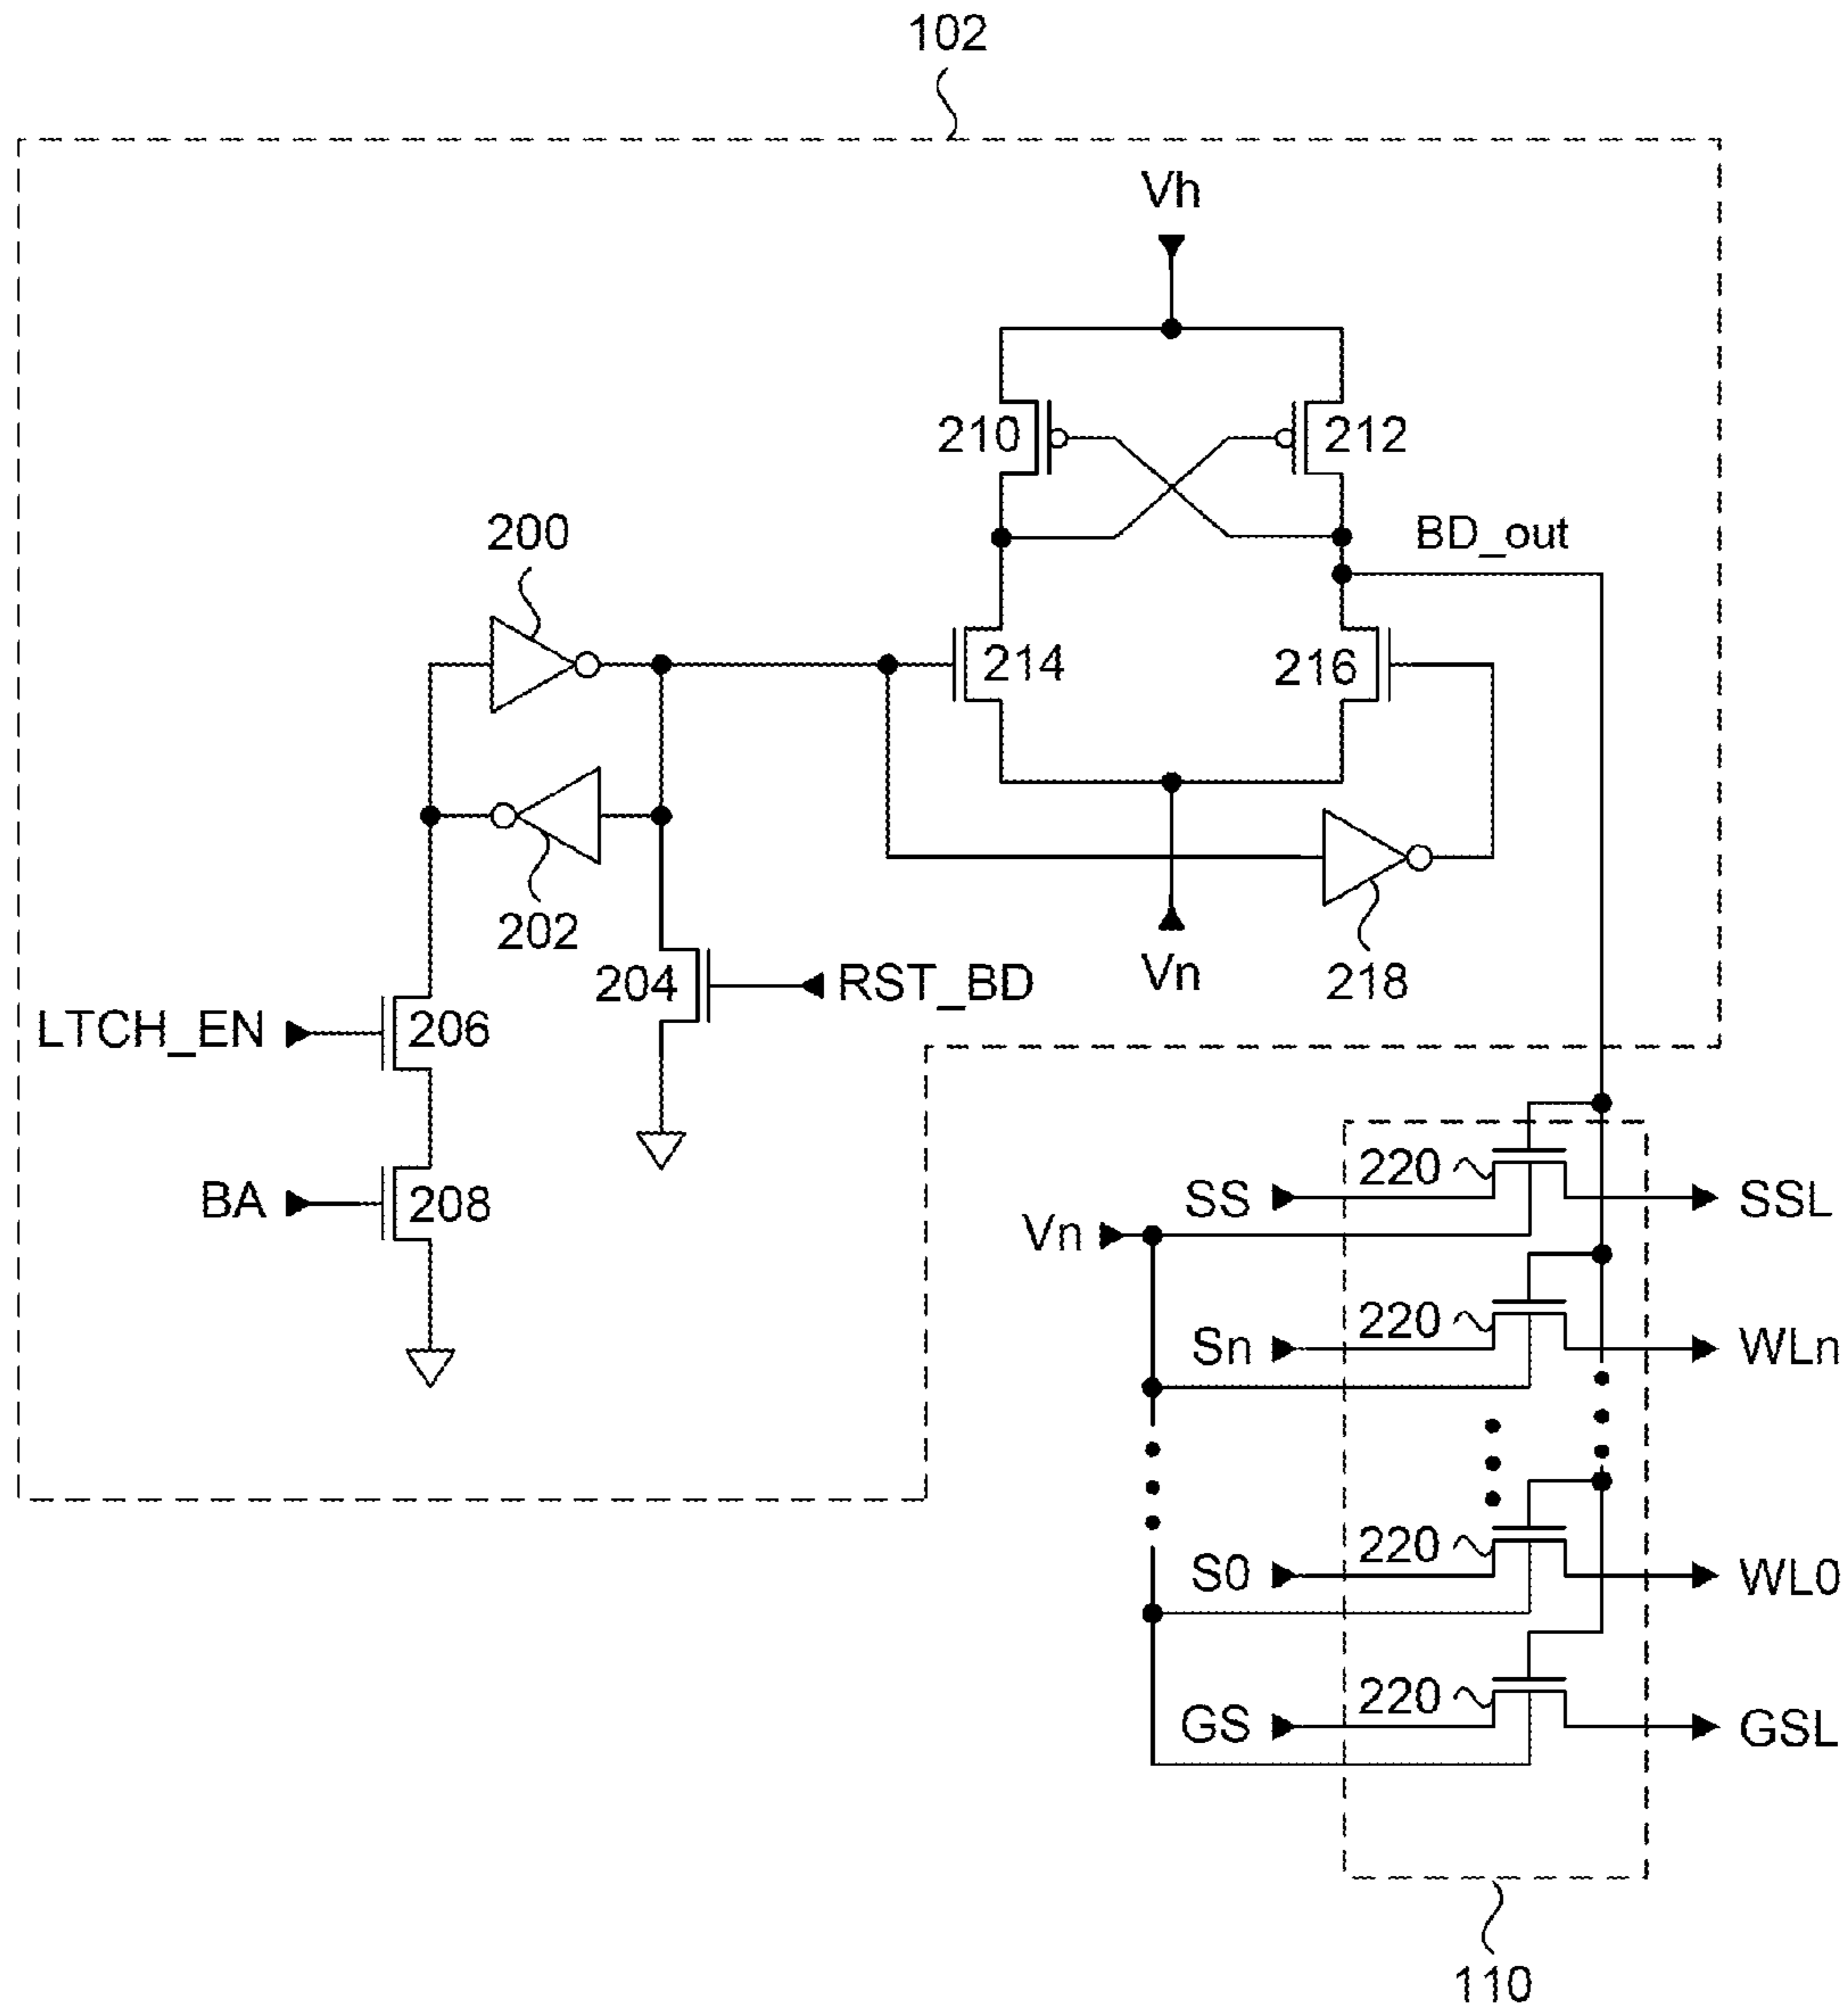 102
Vh
210
212
BD_out
200
214
216
202
204
RST_BD
Vn
218
LTCH_EN
206
BA
208
220
SS
SSL
Vn
220
Sn
WLn
220
S0
WL0
220
GS
GSL
110